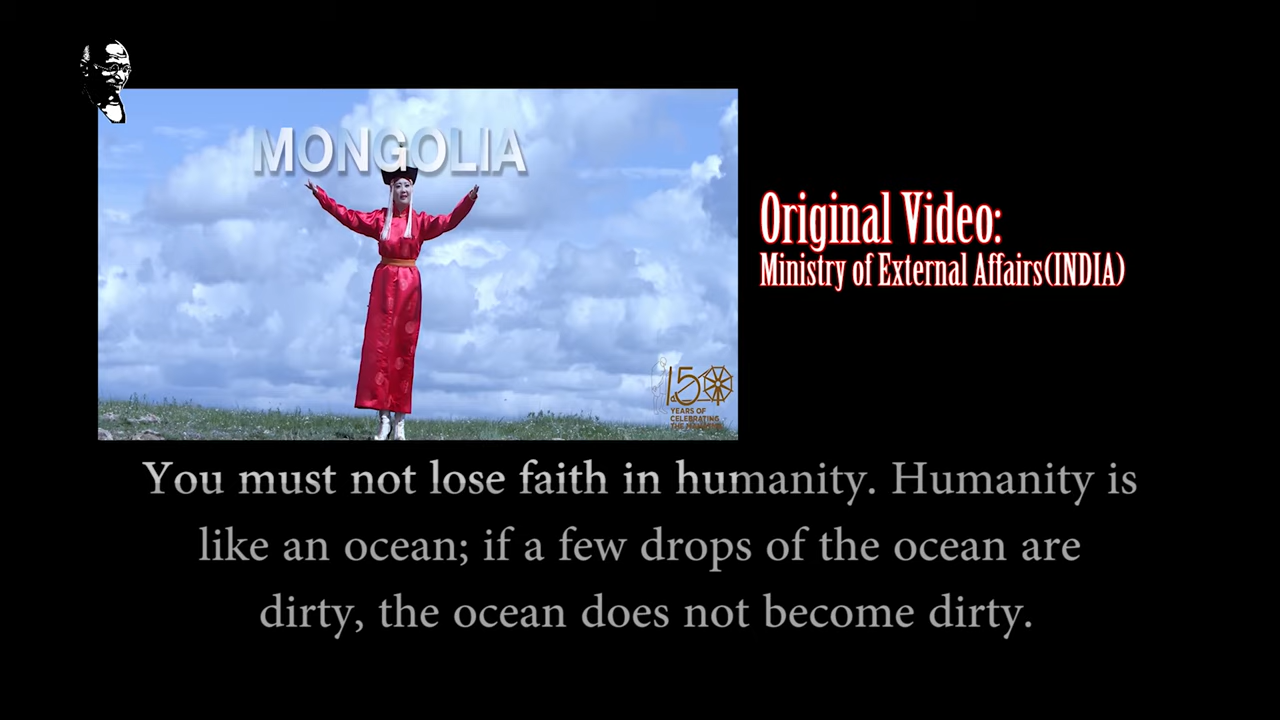 MONGOLIA
Original Video:
Ministry of External Affairs(INDIA)
150
YEARS OF
CELEBRATING
THE MAHATMA
You must not lose faith in humanity. Humanity is
like an ocean; if a few drops of the ocean are
dirty, the ocean does not become dirty.